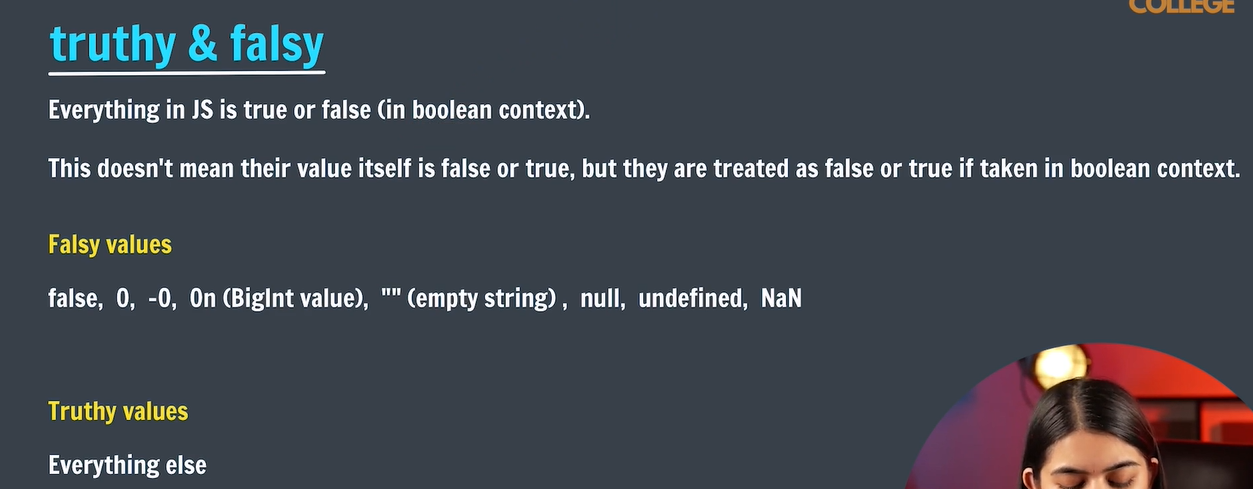 COLLEGE
truthy & falsy
Everything in JS is true or false (in boolean context).
This doesn't mean their value itself is false or true, but they are treated as false or true if taken in boolean context.
Falsy values
false, 0, -0, 0n (BigInt value), "" (empty string) , null, undefined, NaN
Truthy values
Everything else